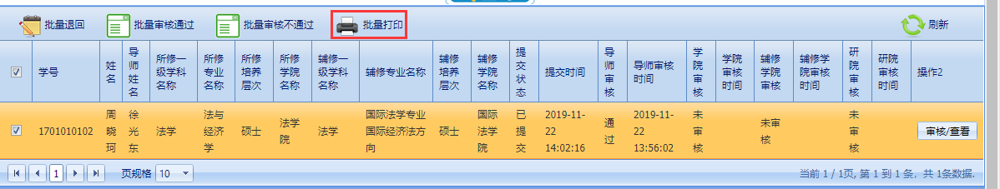 批量退回 批量审核通过 批量审核不通过 批量打印 刷新
学号 姓名 导师姓名 所修一级学科名称 所修专业名称 所修培养层次 所修学院名称 辅修一级学科名称 辅修专业名称 辅修培养层次 辅修学院名称 提交状态 提交时间 导师审核 导师审核时间 学院审核 学院审核时间 辅修学院审核 辅修学院审核时间 研院审核 研院审核时间 操作2
1701010102 周晓珂 徐光东 法学 法与经济学 硕士 法学院 法学 国际法学专业国际经济法方向 硕士 国际法学院 已提交 2019-11-22 14:02:16 通过 2019-11-22 13:56:02 未审核 未审核 未审核 审核/查看
1 页规格 10 当前 1 / 1页, 第 1 到 1 条，共 1条数据.